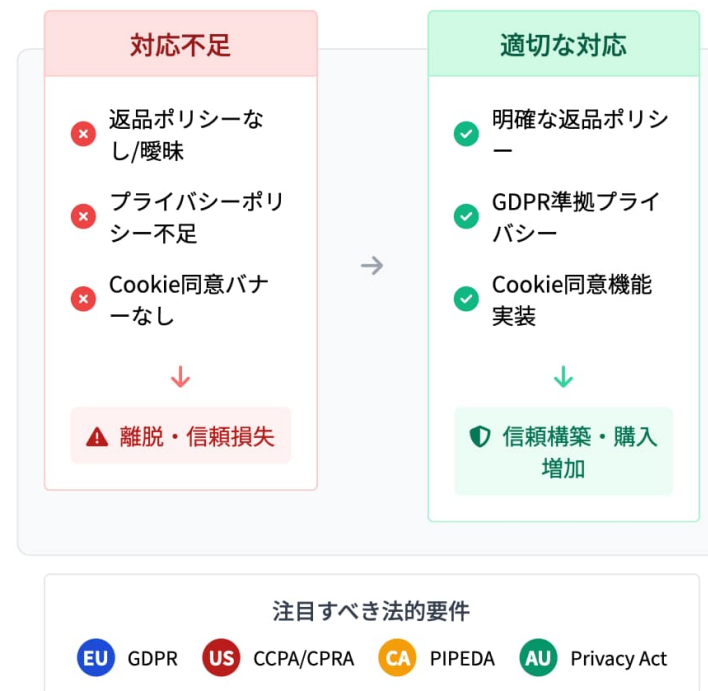 対応不足
返品ポリシーな
し/曖昧
プライバシーポリ
シー不足
Cookie同意バナ
ーなし
離脱・信頼損失
適切な対応
明確な返品ポリシ
ー
GDPR準拠プライ
バシー
Cookie同意機能
実装
信頼構築・購入
増加
注目すべき法的要件
EU GDPR US CCPA/CPRA CA PIPEDA AU Privacy Act